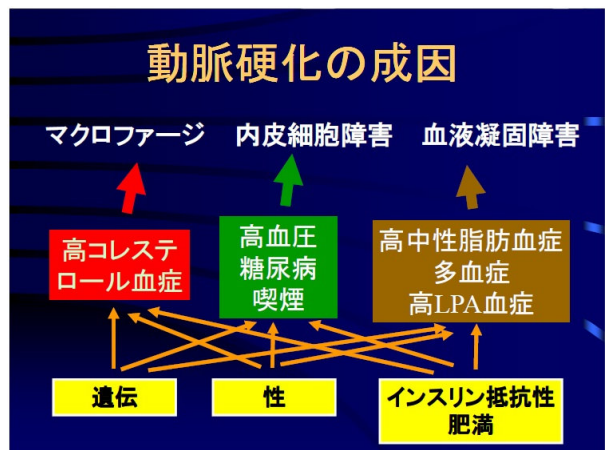 動脈硬化の成因
マクロファージ 内皮細胞障害 血液凝固障害
高コレステ
ロール血症
高血圧
糖尿病
喫煙
高中性脂肪血症
多血症
高LPA血症
遺伝
性
インスリン抵抗性
肥満